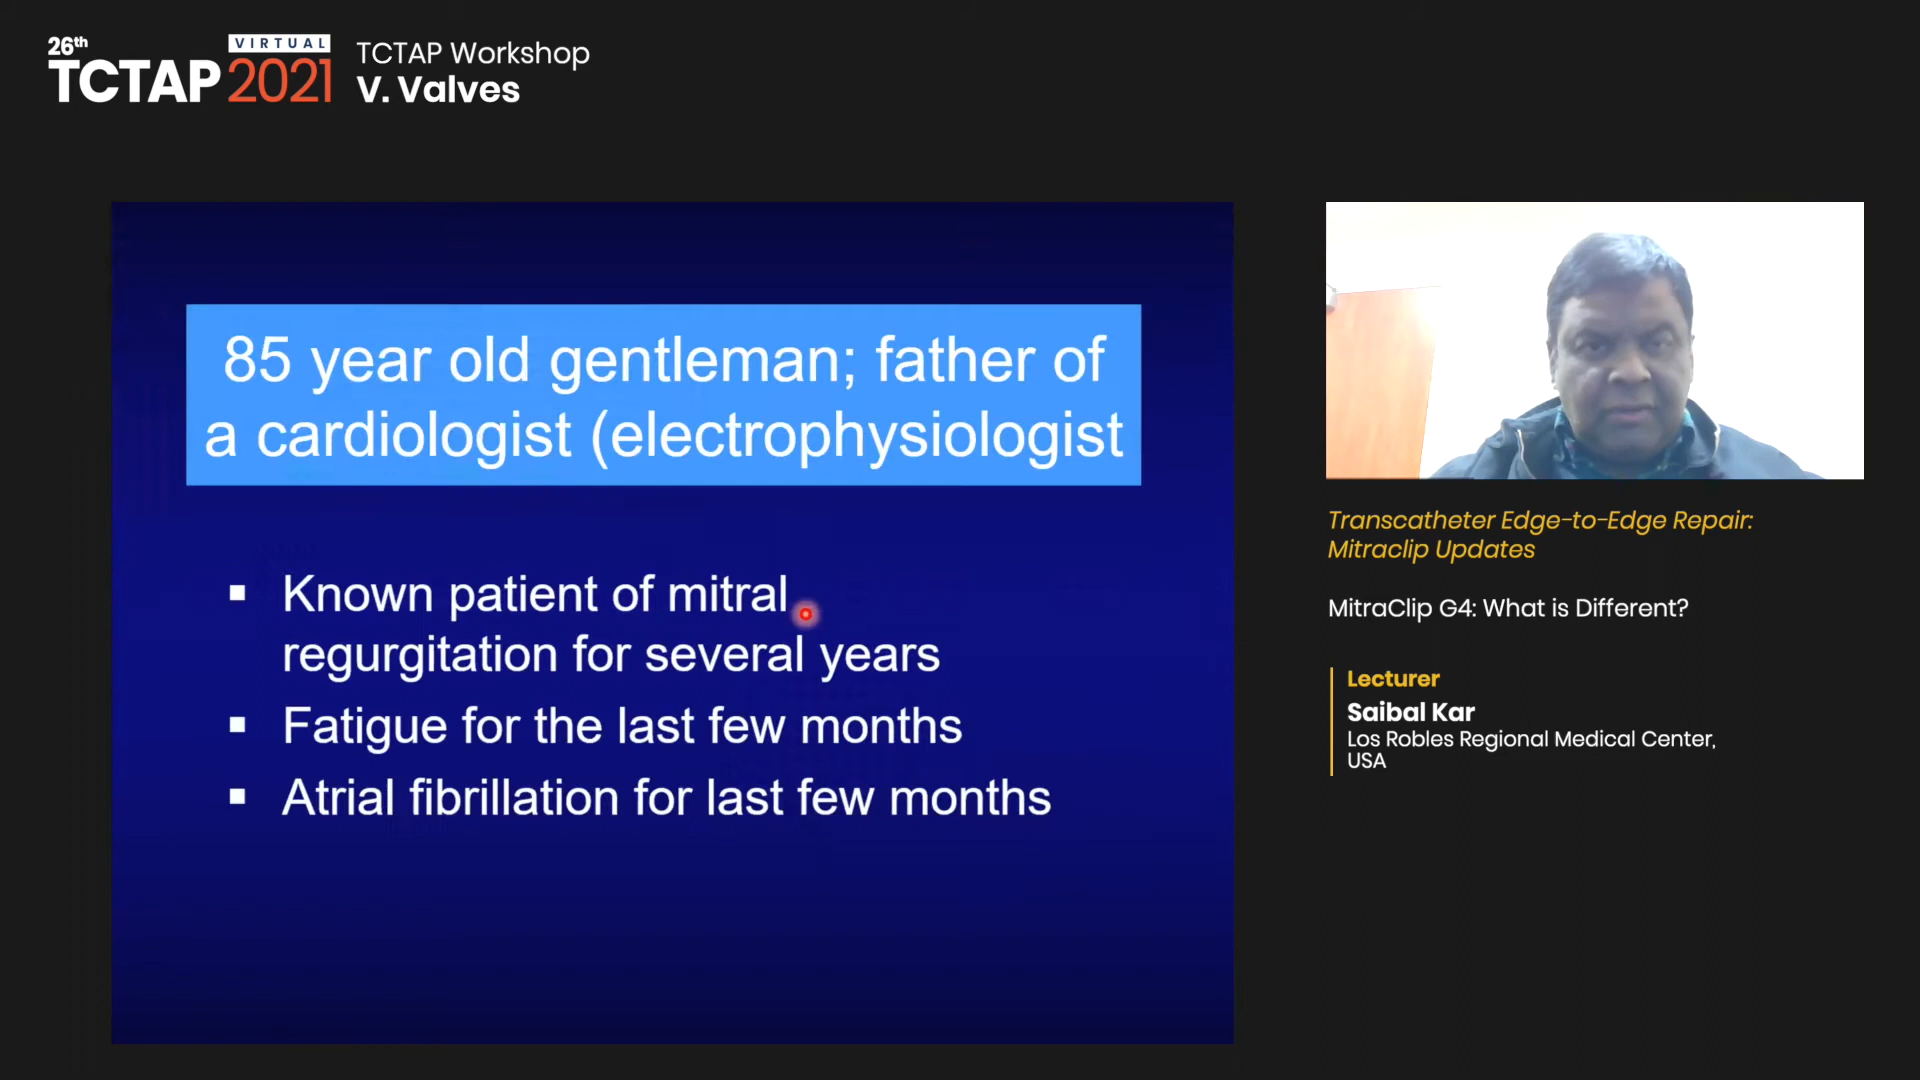 26th
VIRTUAL
TCTAP 2021
TCTAP Workshop
V. Valves
85 year old gentleman; father of
a cardiologist (electrophysiologist
▪ Known patient of mitral
regurgitation for several years
▪ Fatigue for the last few months
▪ Atrial fibrillation for last few months
Transcatheter Edge-to-Edge Repair:
Mitraclip Updates
MitraClip G4: What is Different?
Lecturer
Saibal Kar
Los Robles Regional Medical Center,
USA